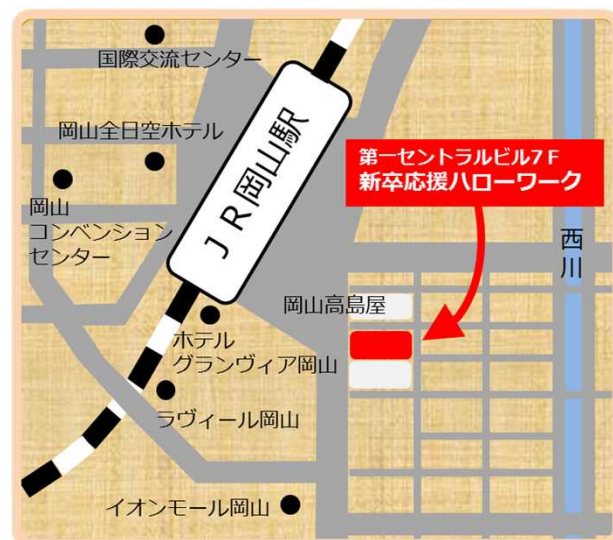 国際交流センター
岡山全日空ホテル
岡山
コンベンション
センター
ＪＲ岡山駅
第一セントラルビル7Ｆ
新卒応援ハローワーク
西川
岡山高島屋
ホテル
グランヴィア岡山
ラヴィール岡山
イオンモール岡山